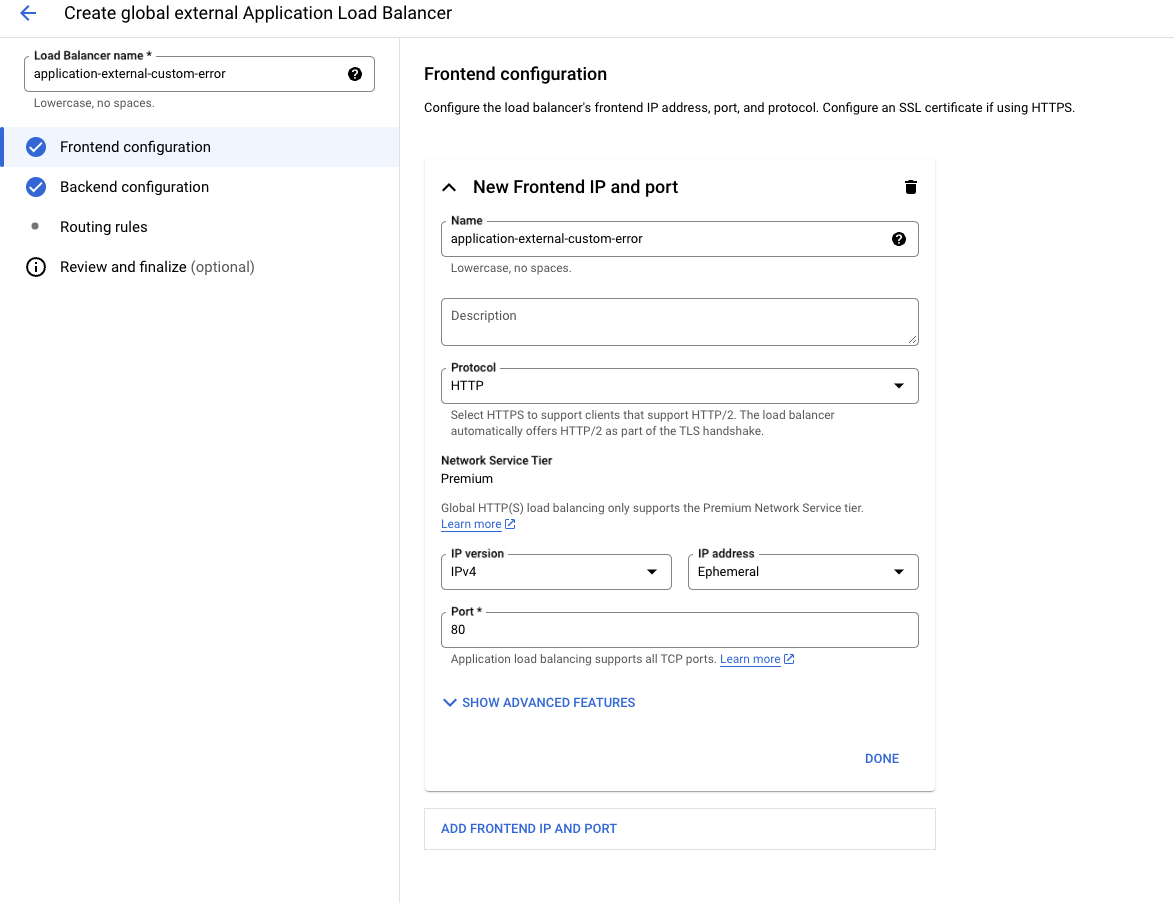 Create global external Application Load Balancer
Load Balancer name *
application-external-custom-error
Lowercase, no spaces.
Frontend configuration
Backend configuration
Routing rules
Review and finalize (optional)
Frontend configuration
Configure the load balancer's frontend IP address, port, and protocol. Configure an SSL certificate if using HTTPS.
New Frontend IP and port
Name
application-external-custom-error
Lowercase, no spaces.
Description
Protocol
HTTP
Select HTTPS to support clients that support HTTP/2. The load balancer
automatically offers HTTP/2 as part of the TLS handshake.
Network Service Tier
Premium
Global HTTP(S) load balancing only supports the Premium Network Service tier.
Learn more
IP version
IPv4
IP address
Ephemeral
Port *
80
Application load balancing supports all TCP ports. Learn more
SHOW ADVANCED FEATURES
DONE
ADD FRONTEND IP AND PORT